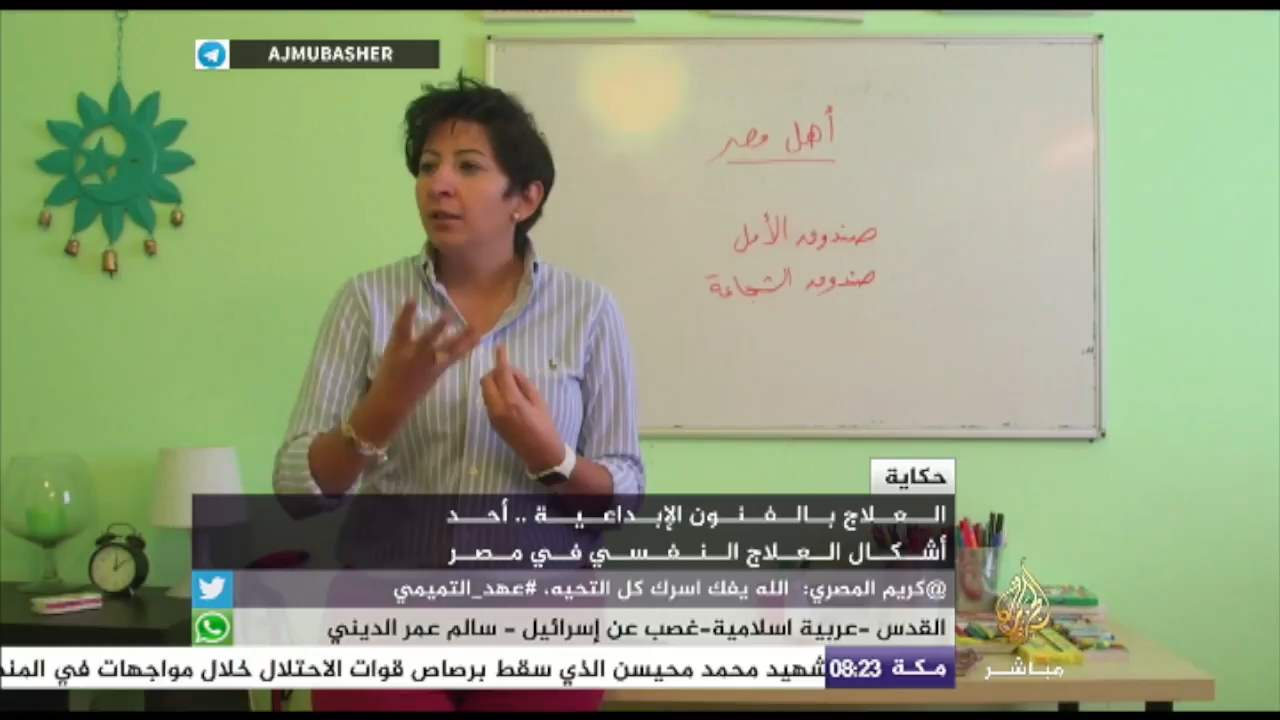 AJMUBASHER
أهل مصر
صندوق الأمل
صندوق الشجاعة
حكاية
العلاج بالفنون الإبداعية .. أحد
أشكال العلاج النفسي في مصر
@كريم المصري: الله يفك اسرك كل التحيه، #عهد_التميمي
القدس -عربية اسلامية-غصب عن إسرائيل - سالم عمر الديني
مكة 08:23 شهيد محمد محيسن الذي سقط برصاص قوات الاحتلال خلال مواجهات في
الجزيرة
مباشر